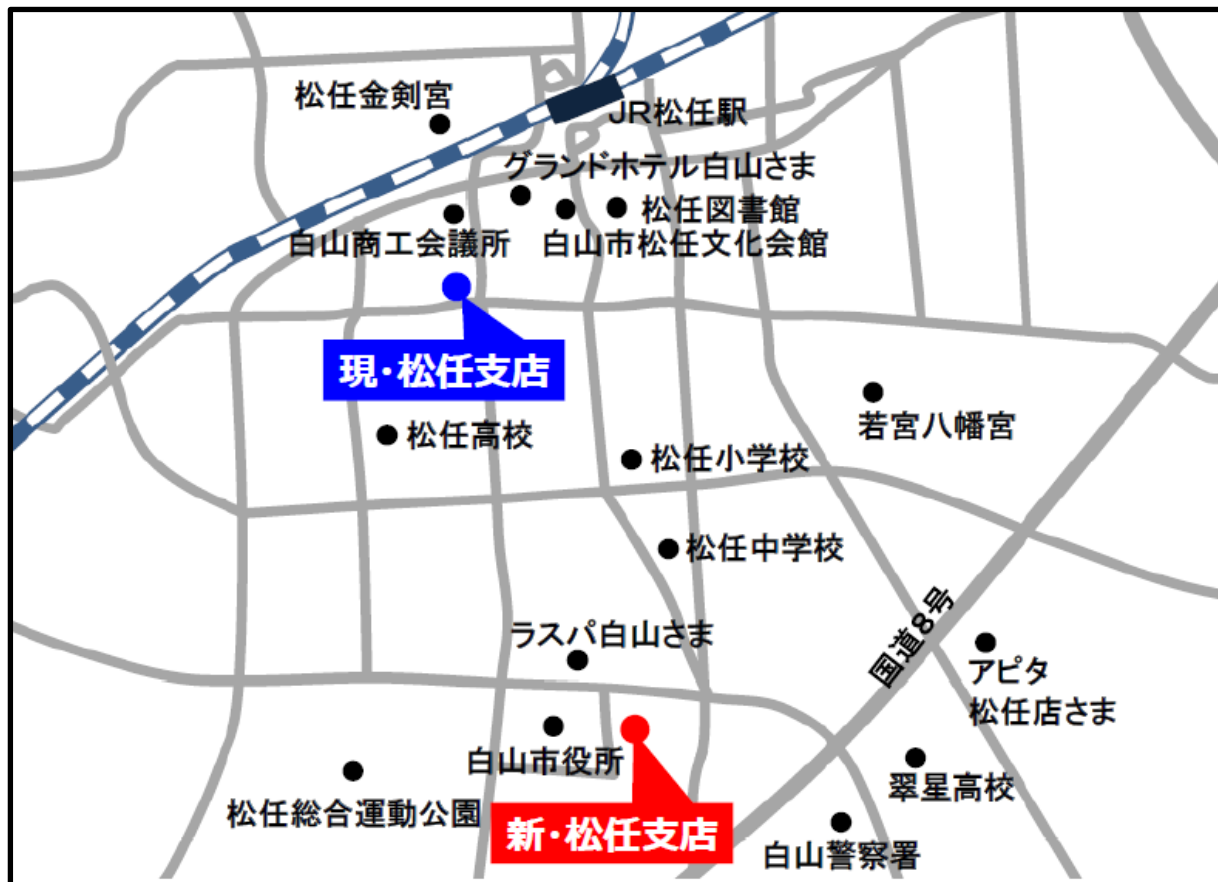 松任金剣宮
JR松任駅
グランドホテル白山さま
松任図書館
白山商工会議所
白山市松任文化会館
現・松任支店
若宮八幡宮
松任高校
松任小学校
松任中学校
国道8号
ラスパ白山さま
アピタ
松任店さま
白山市役所
翠星高校
松任総合運動公園
新・松任支店
白山警察署